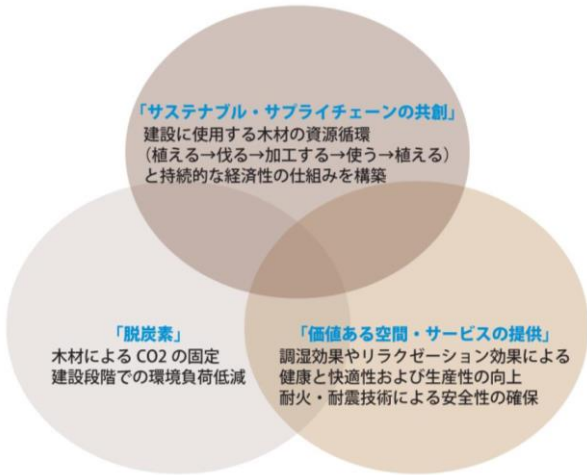 「サステナブル・サプライチェーンの共創」
建設に使用する木材の資源循環
（植える→伐る→加工する→使う→植える）
と持続的な経済性の仕組みを構築
「脱炭素」
木材による CO2 の固定
建設段階での環境負荷低減
「価値ある空間・サービスの提供」
調湿効果やリラクゼーション効果による
健康と快適性および生産性の向上
耐火・耐震技術による安全性の確保